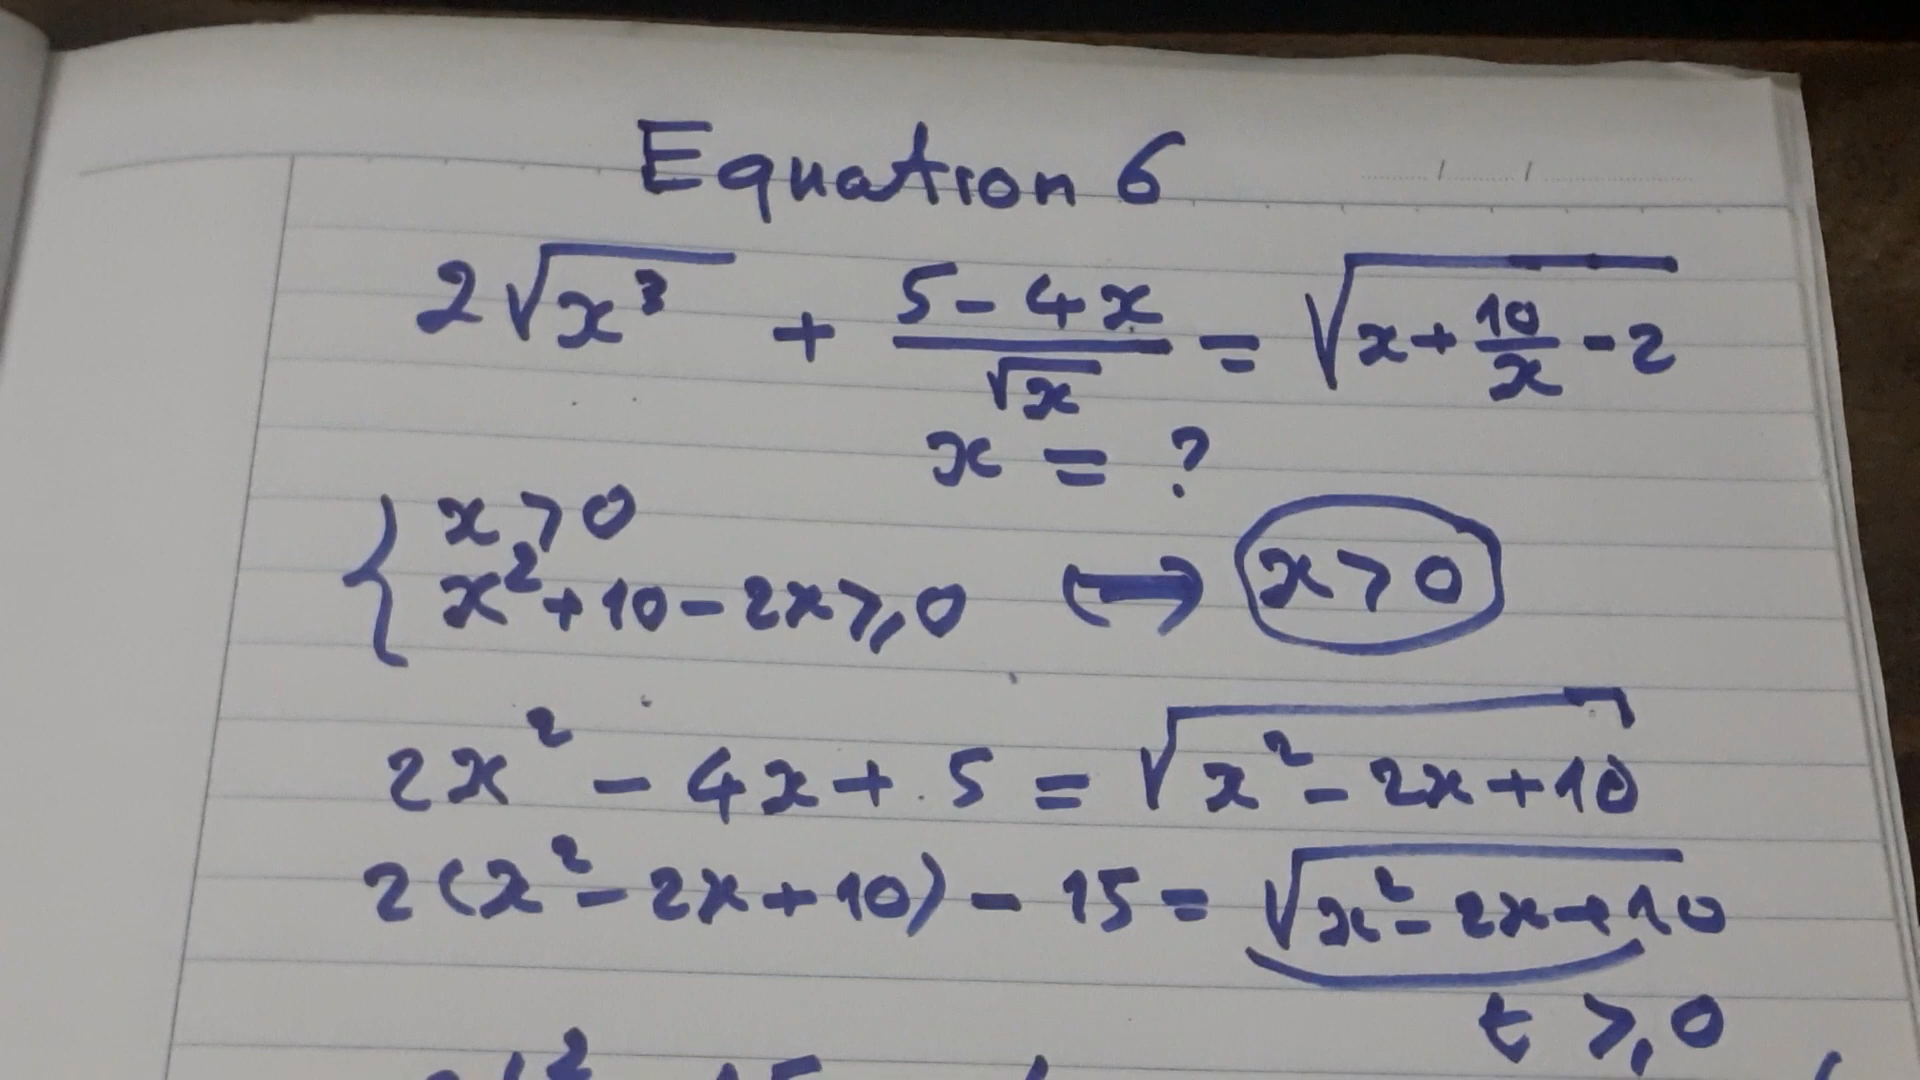 Equation 6
2√x³ + (5 - 4x)/√x = √(x + 10/x - 2)
x = ?
{ x > 0
x² + 10 - 2x ⩾ 0 ⟷ x > 0
2x² - 4x + 5 = √(x² - 2x + 10)
2(x² - 2x + 10) - 15 = √(x² - 2x + 10)
t ⩾ 0